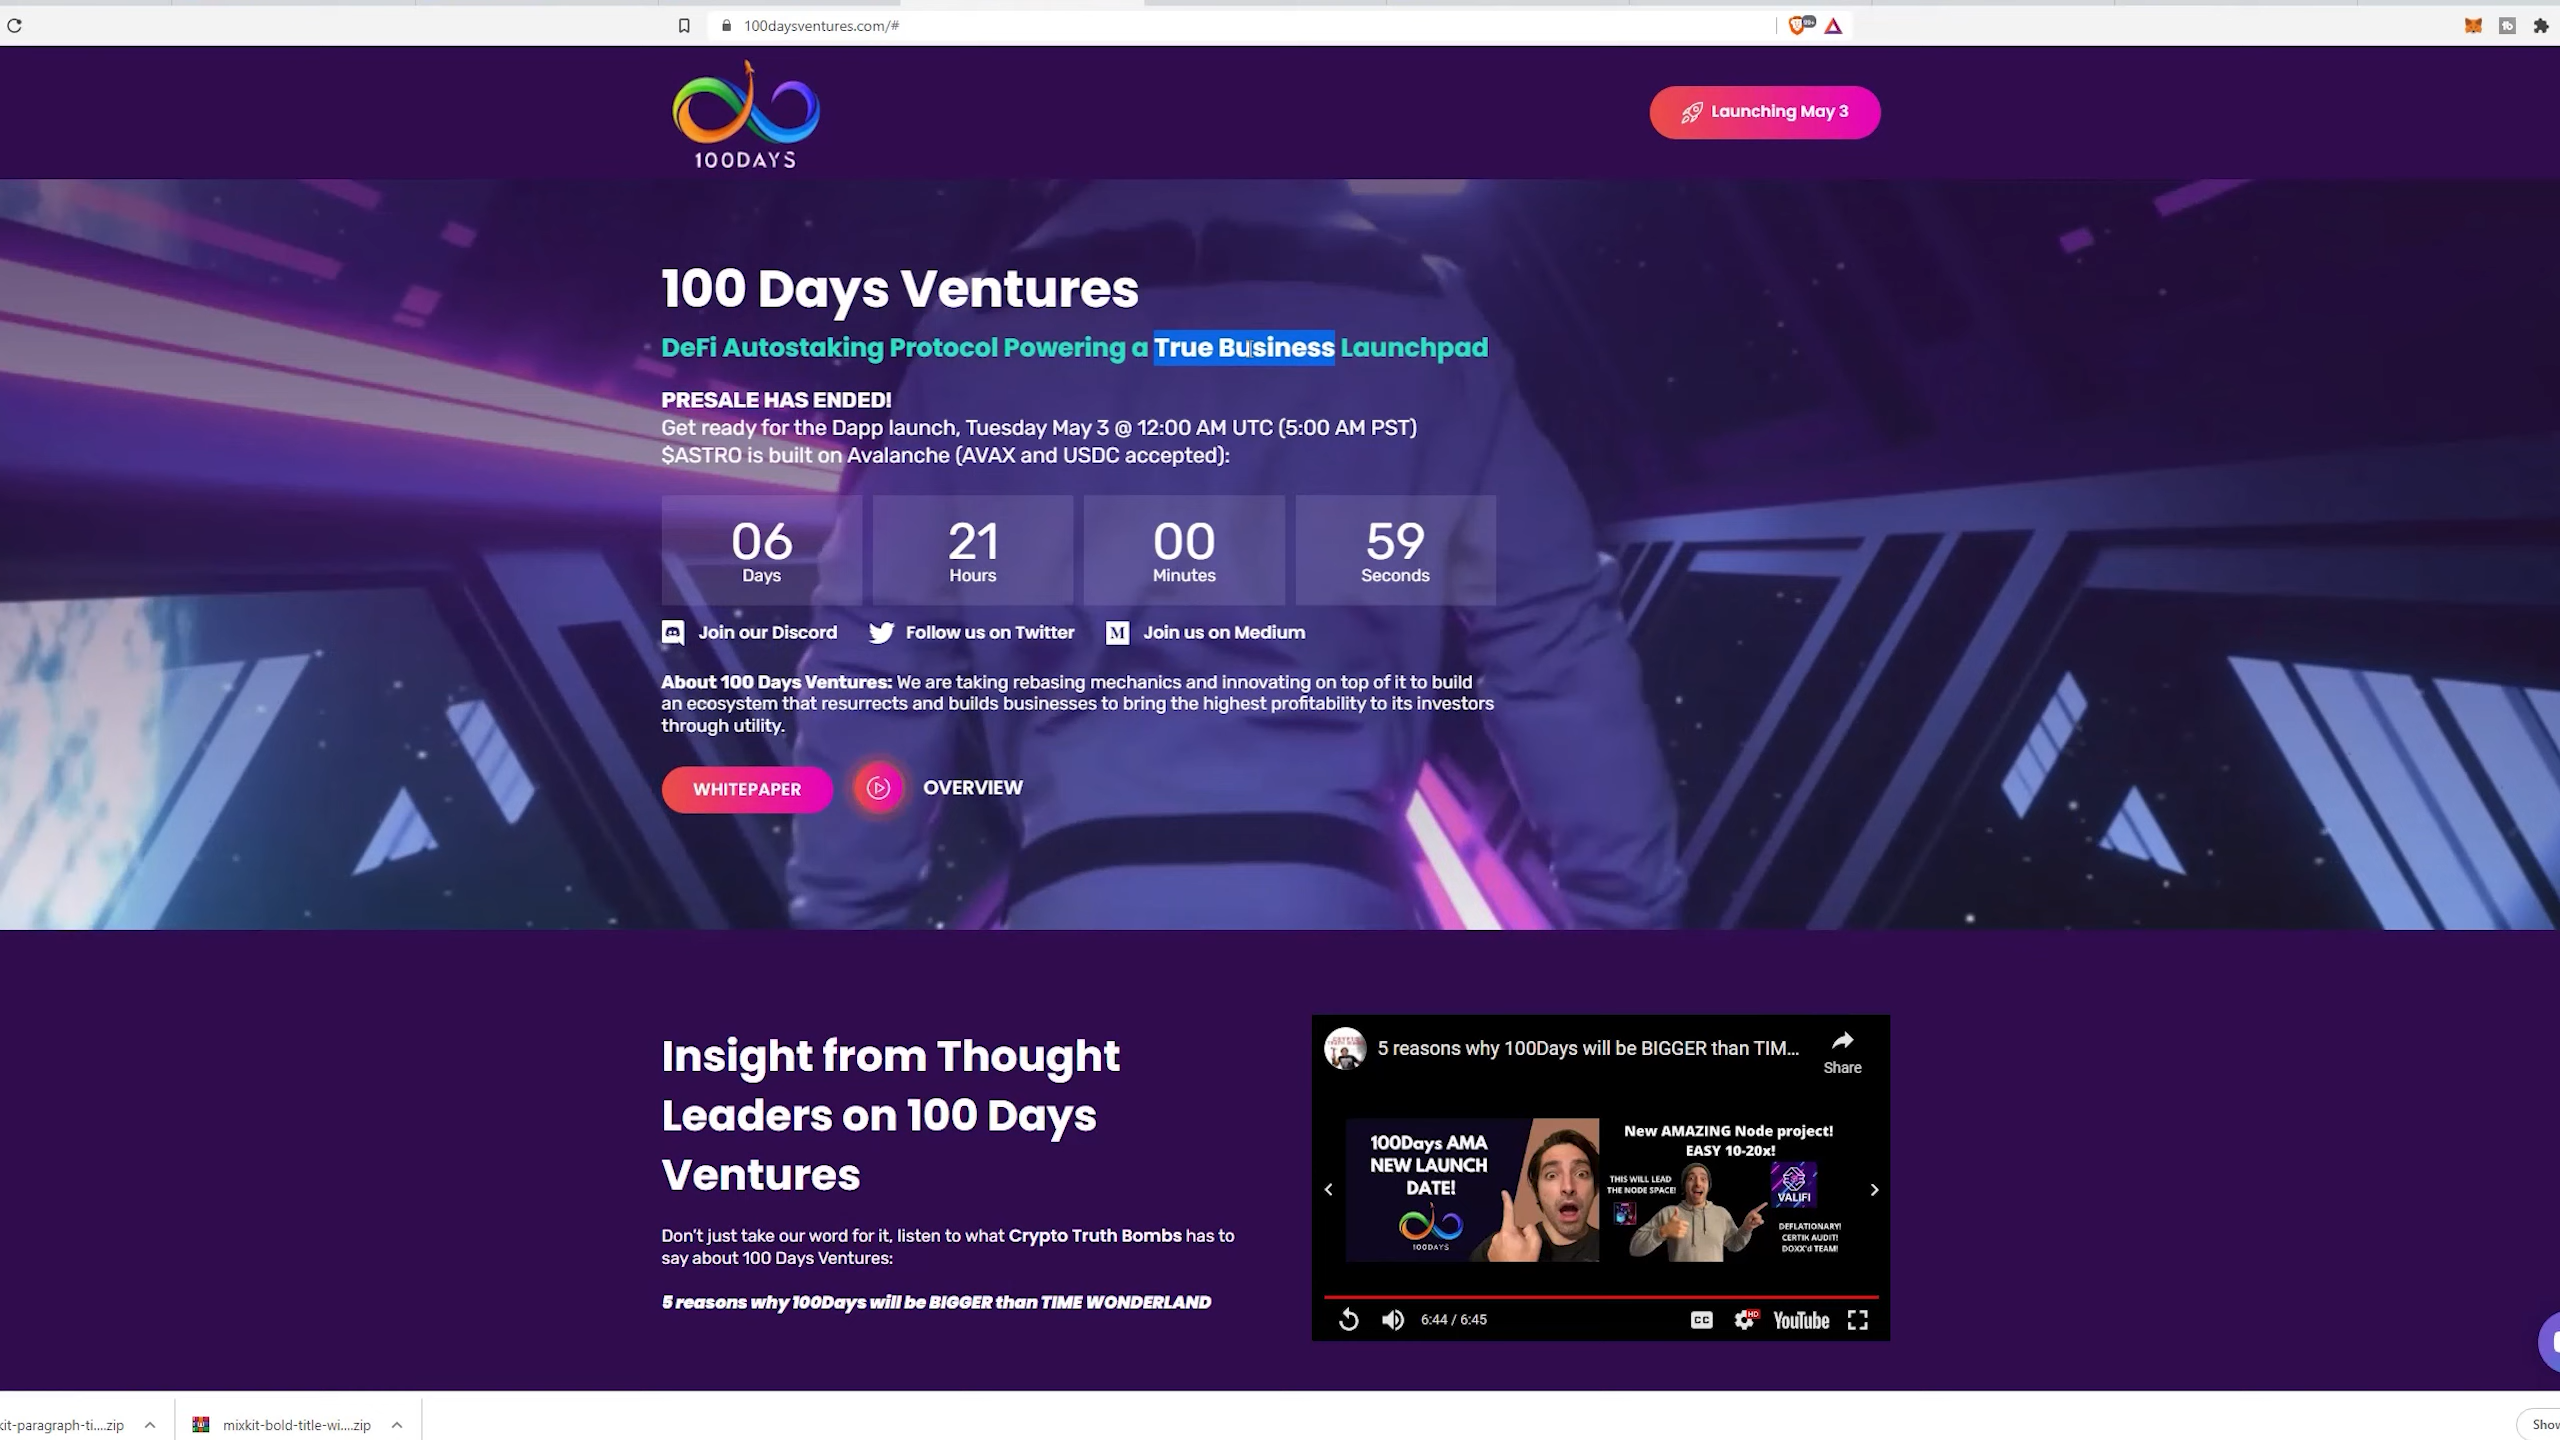 100daysventures.com/#
99+
100DAYS
Launching May 3
100 Days Ventures
DeFi Autostaking Protocol Powering a True Business Launchpad
PRESALE HAS ENDED!
Get ready for the Dapp launch, Tuesday May 3 @ 12:00 AM UTC (5:00 AM PST)
$ASTRO is built on Avalanche (AVAX and USDC accepted):
06 21 00 59
Days Hours Minutes Seconds
Join our Discord Follow us on Twitter Join us on Medium
About 100 Days Ventures: We are taking rebasing mechanics and innovating on top of it to build
an ecosystem that resurrects and builds businesses to bring the highest profitability to its investors
through utility.
WHITEPAPER OVERVIEW
Insight from Thought
Leaders on 100 Days
Ventures
Don't just take our word for it, listen to what Crypto Truth Bombs has to
say about 100 Days Ventures:
5 reasons why 100Days will be BIGGER than TIME WONDERLAND
5 reasons why 100Days will be BIGGER than TIM...
Share
100Days AMA
NEW LAUNCH
DATE!
100DAYS
New AMAZING Node project!
EASY 10-20x!
THIS WILL LEAD
THE NODE SPACE!
VALIFI
DEFLATIONARY!
CERTIK AUDIT!
DOXX'd TEAM!
6:44 / 6:45
CC HD YouTube
kit-paragraph-ti....zip mixkit-bold-title-wi....zip
Show